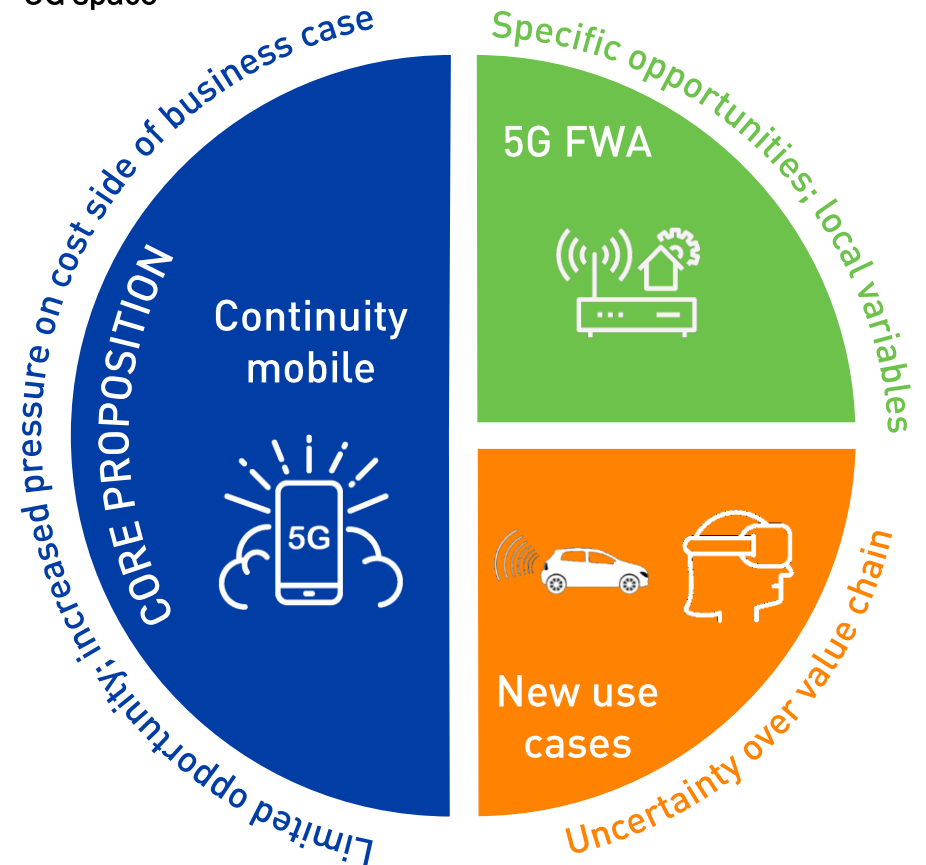 Limited opportunity; increased pressure on cost side of business case
CORE PROPOSITION
Continuity
mobile
5G
Specific opportunities; local variables
5G FWA
New use
cases
Uncertainty over value chain